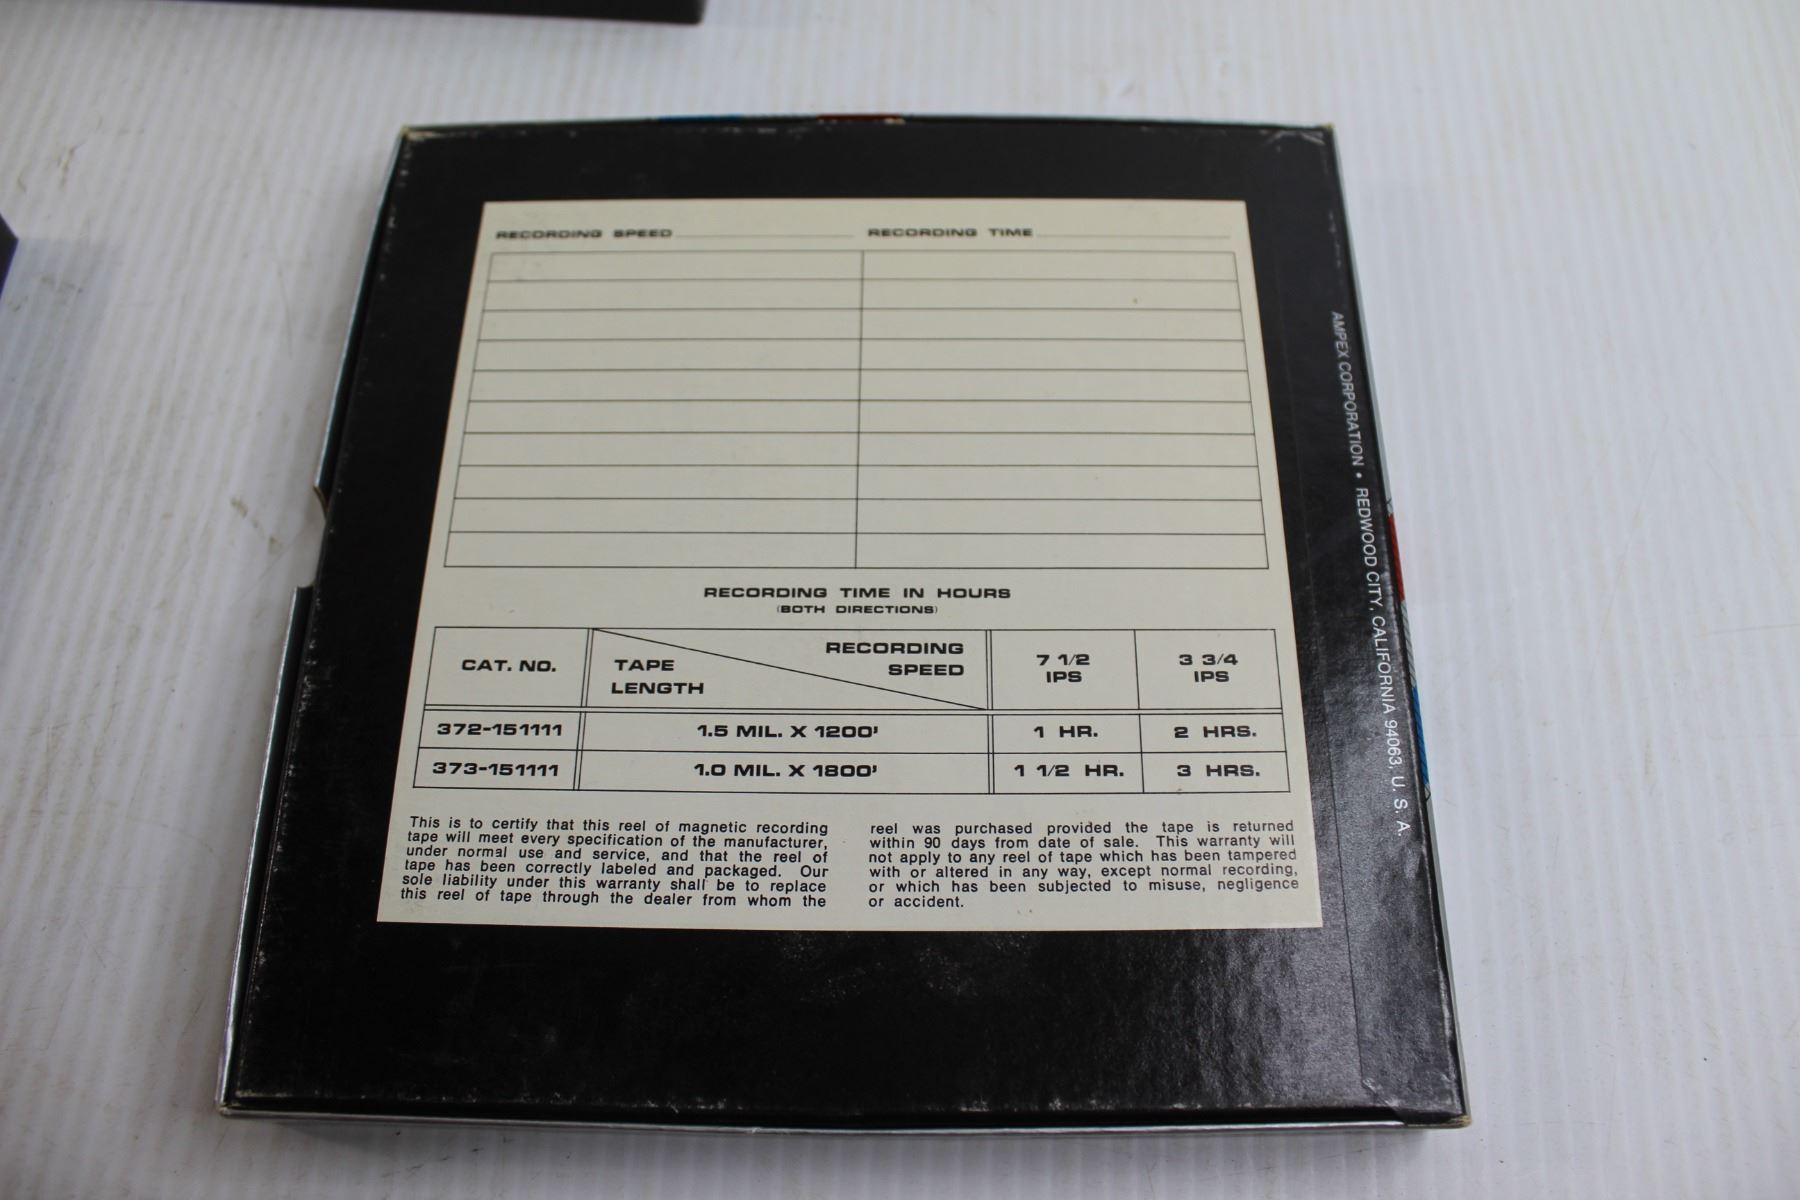 RECORDING SPEED RECORDING TIME
RECORDING TIME IN HOURS
(BOTH DIRECTIONS)
CAT. NO.
TAPE
LENGTH
RECORDING
SPEED
7 1/2
IPS
3 3/4
IPS
372-151111 1.5 MIL. X 1200' 1 HR. 2 HRS.
373-151111 1.0 MIL. X 1800' 1 1/2 HR. 3 HRS.
This is to certify that this reel of magnetic recording
tape will meet every specification of the manufacturer,
under normal use and service, and that the reel of
tape has been correctly labeled and packaged. Our
sole liability under this warranty shall be to replace
this reel of tape through the dealer from whom the
reel was purchased provided the tape is returned
within 90 days from date of sale. This warranty will
not apply to any reel of tape which has been tampered
with or altered in any way, except normal recording,
or which has been subjected to misuse, negligence
or accident.
AMPEX CORPORATION • REDWOOD CITY, CALIFORNIA 94063, U. S. A.